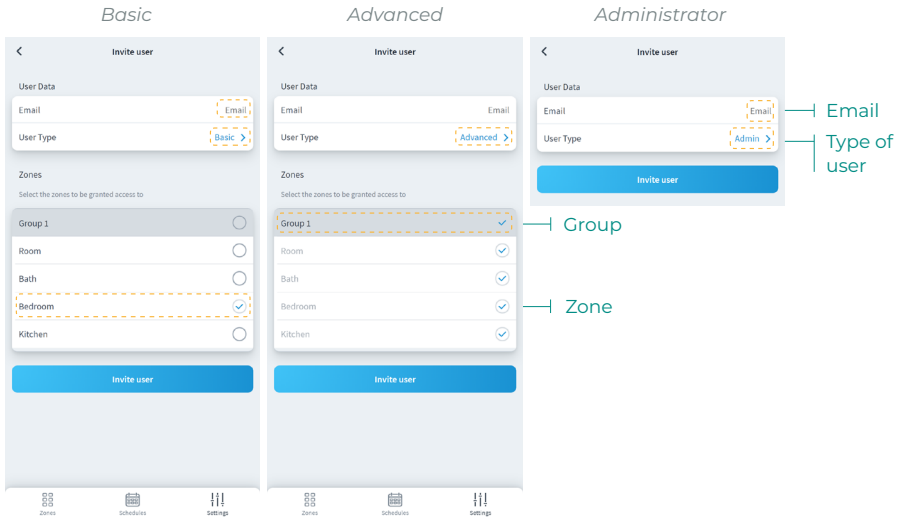 Basic
Invite user
User Data
Email Email
User Type Basic
Zones
Select the zones to be granted access to
Group 1
Room
Bath
Bedroom
Kitchen
Invite user
Zones Schedules Settings
Advanced
Invite user
User Data
Email Email
User Type Advanced
Zones
Select the zones to be granted access to
Group 1
Room
Bath
Bedroom
Kitchen
Invite user
Zones Schedules Settings
Administrator
Invite user
User Data
Email Email
User Type Admin
Invite user
Email
Type of
user
Group
Zone